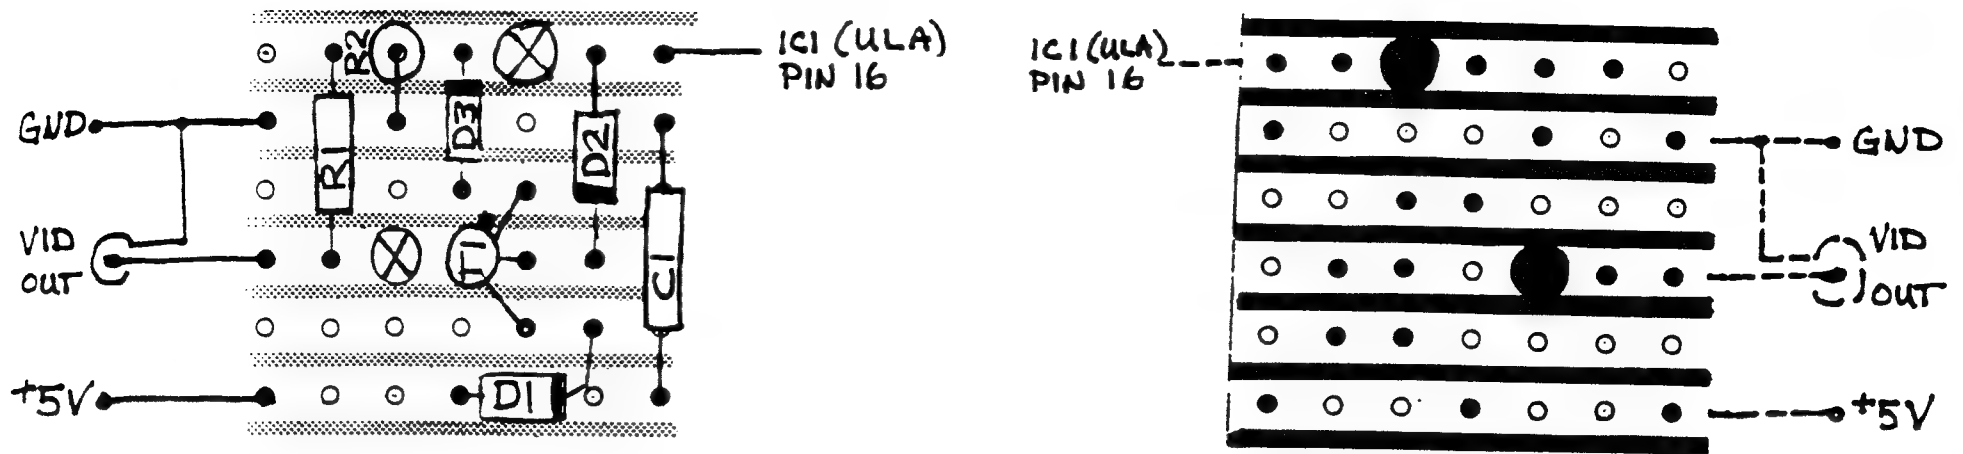 GND
VID
OUT
+5V
R1
R2
D3
D2
T1
C1
D1
IC1 (ULA)
PIN 16
IC1 (ULA)
PIN 16
GND
VID
OUT
+5V